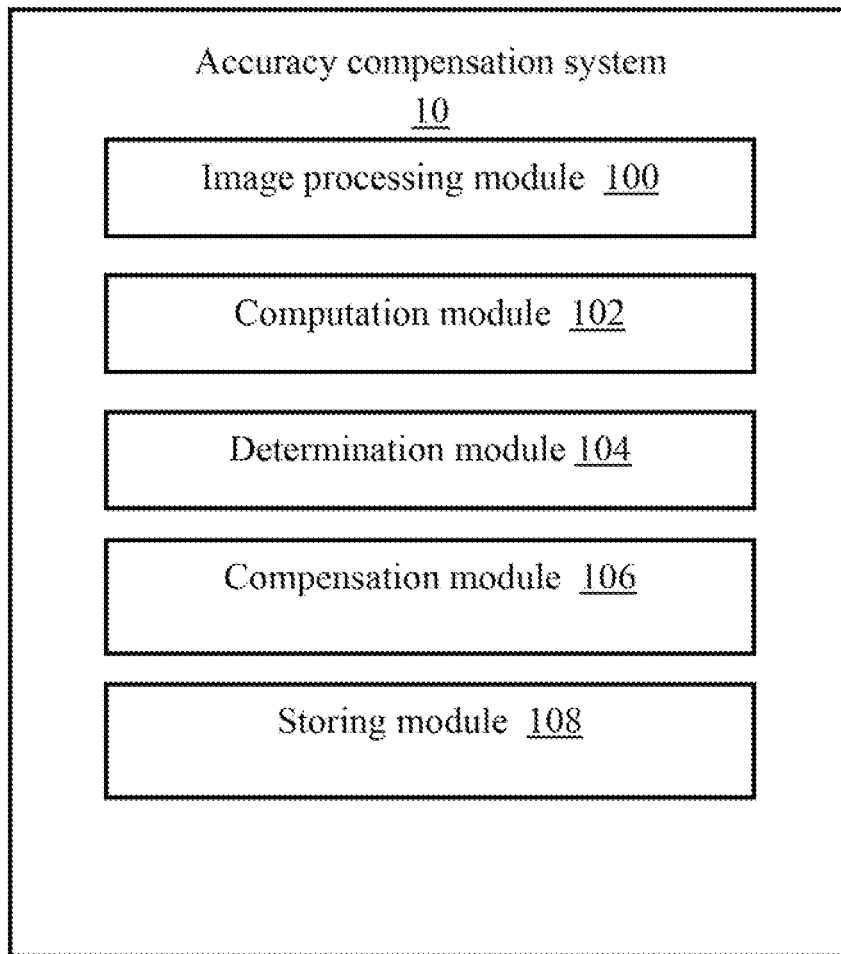 Accuracy compensation system
10
Image processing module 100
Computation module 102
Determination module 104
Compensation module 106
Storing module 108